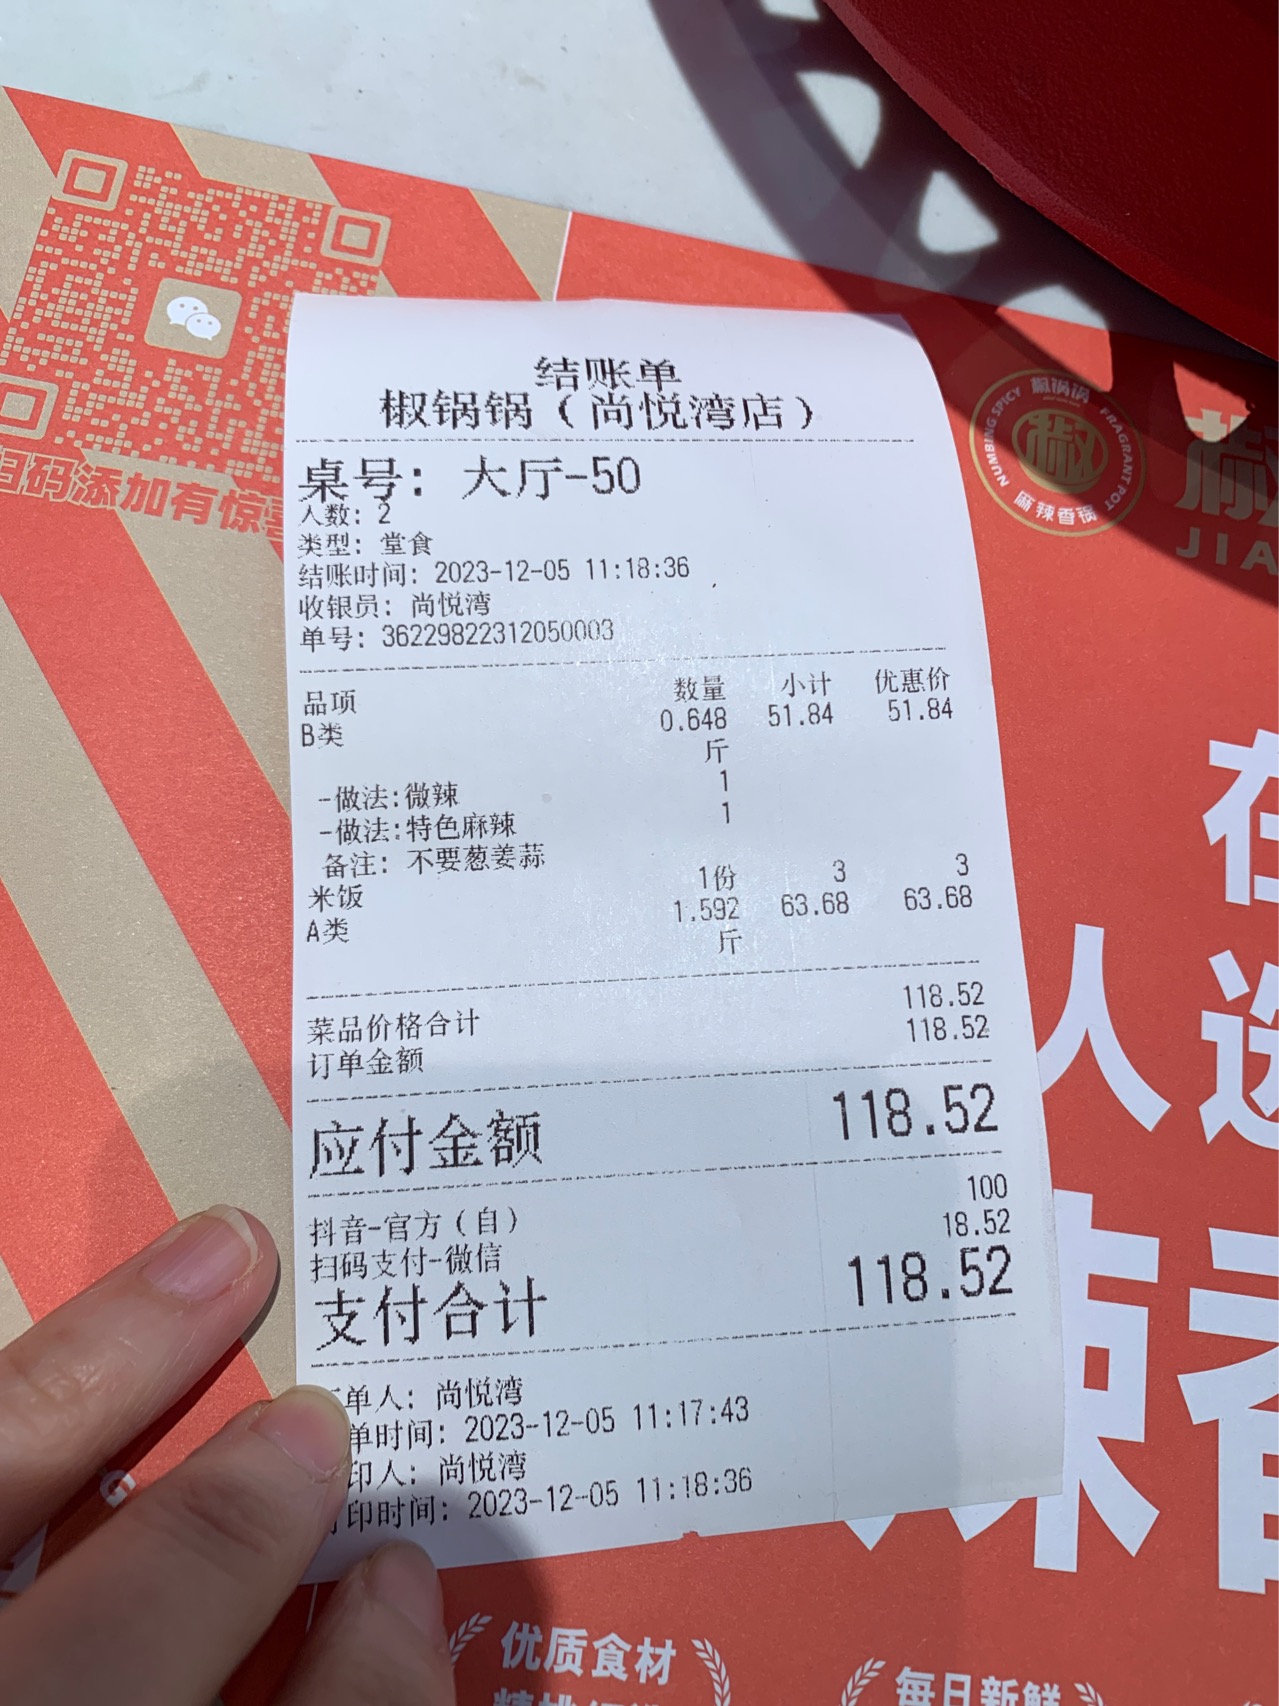 扫码添加有惊
结账单
椒锅锅（尚悦湾店）
桌号: 大厅-50
人数: 2
类型: 堂食
结账时间: 2023-12-05 11:18:36
收银员: 尚悦湾
单号: 36229822312050003
品项 数量 小计 优惠价
B类 0.648 51.84 51.84
斤
-做法:微辣 1
-做法:特色麻辣 1
备注: 不要葱姜蒜
米饭 1份 3 3
A类 1.592 63.68 63.68
斤
菜品价格合计 118.52
订单金额 118.52
应付金额 118.52
抖音-官方（自） 100
扫码支付-微信 18.52
支付合计 118.52
单人: 尚悦湾
单时间: 2023-12-05 11:17:43
印人: 尚悦湾
印时间: 2023-12-05 11:18:36
椒锅锅
NUMBING SPICY
FRAGRANT POT
椒
麻辣香锅
椒
JIA
在
人
选
辣香
优质食材
每日新鲜